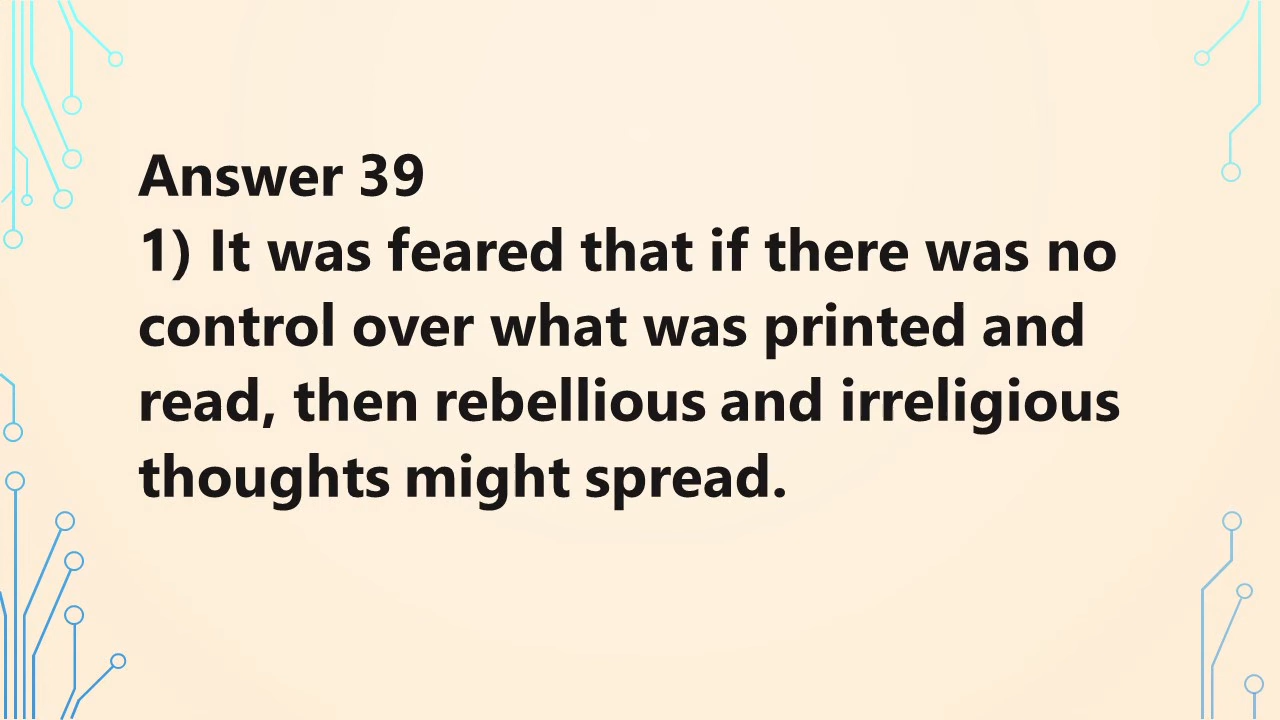 Answer 39
1) It was feared that if there was no
control over what was printed and
read, then rebellious and irreligious
thoughts might spread.